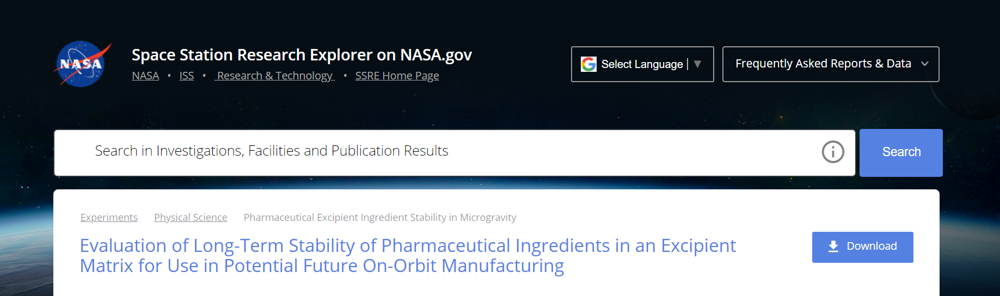 NASA
Space Station Research Explorer on NASA.gov
NASA • ISS • Research & Technology • SSRE Home Page
Select Language
Frequently Asked Reports & Data
Search in Investigations, Facilities and Publication Results
Search
Experiments Physical Science Pharmaceutical Excipient Ingredient Stability in Microgravity
Evaluation of Long-Term Stability of Pharmaceutical Ingredients in an Excipient
Matrix for Use in Potential Future On-Orbit Manufacturing
Download